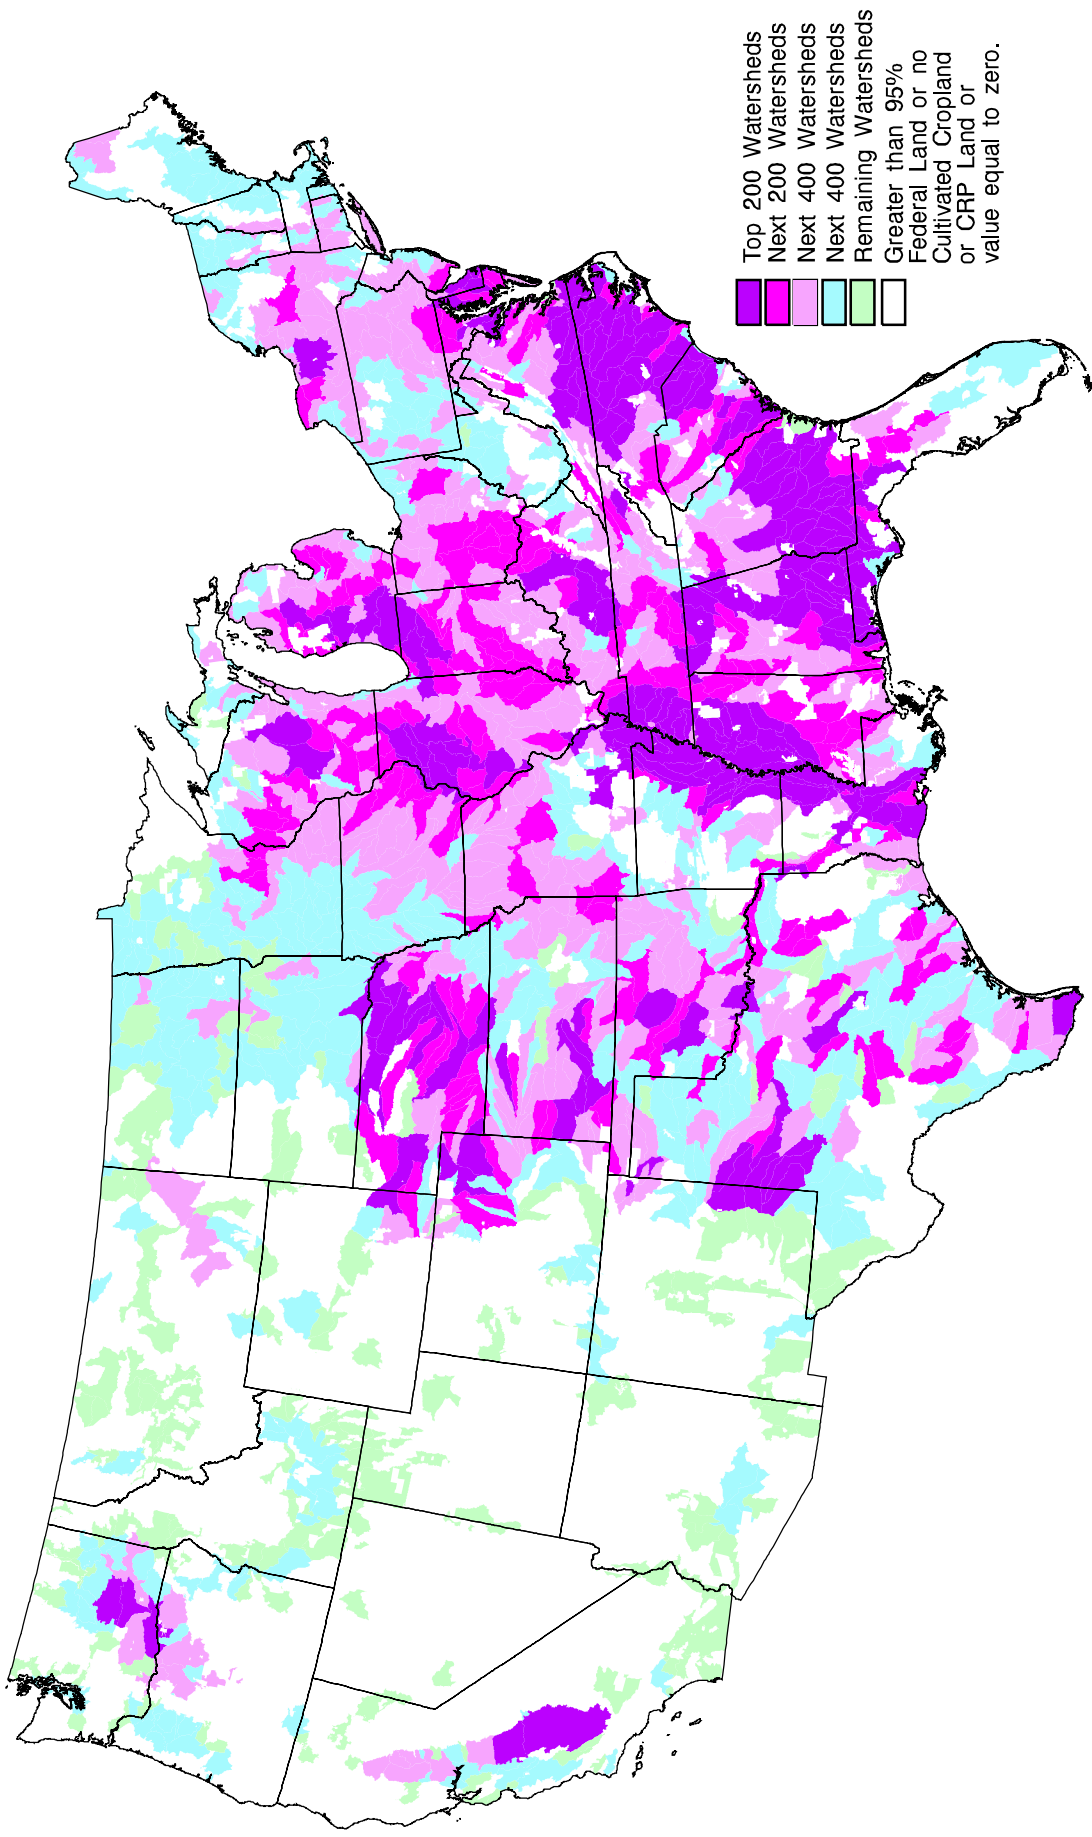 Top 200 Watersheds
Next 200 Watersheds
Next 400 Watersheds
Next 400 Watersheds
Remaining Watersheds
Greater than 95%
Federal Land or no
Cultivated Cropland
or CRP Land or
value equal to zero.